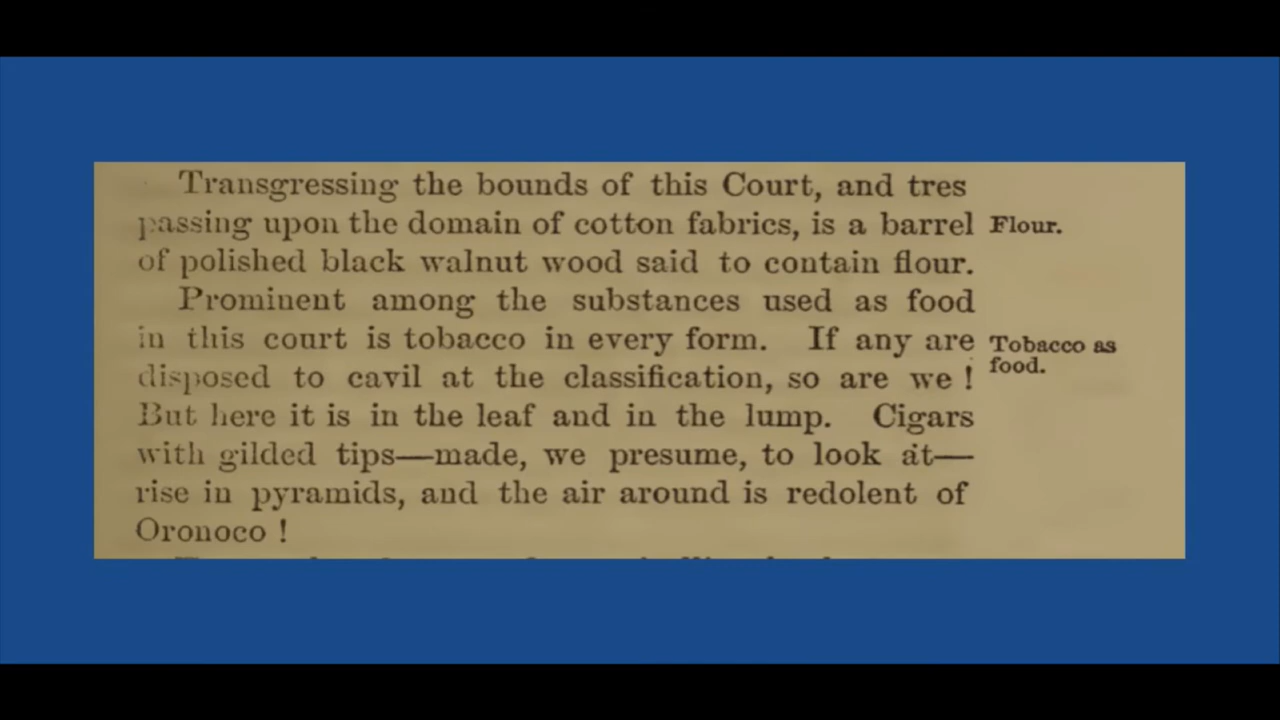 Transgressing the bounds of this Court, and tres
passing upon the domain of cotton fabrics, is a barrel
Flour.
of polished black walnut wood said to contain flour.
Prominent among the substances used as food
in this court is tobacco in every form. If any are
Tobacco as
food.
disposed to cavil at the classification, so are we !
But here it is in the leaf and in the lump. Cigars
with gilded tips—made, we presume, to look at—
rise in pyramids, and the air around is redolent of
Oronoco !